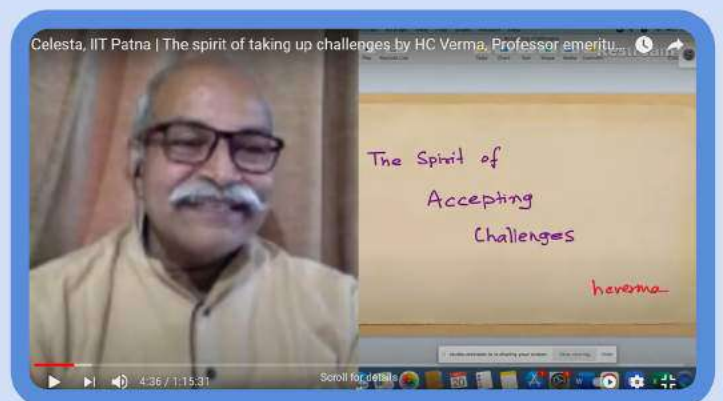 Celesta, IIT Patna | The spirit of taking up challenges by HC Verma, Professor emeritu...
The Spirit of
Accepting
Challenges
hcverma
4:36 / 1:15:31
Scroll for details
20